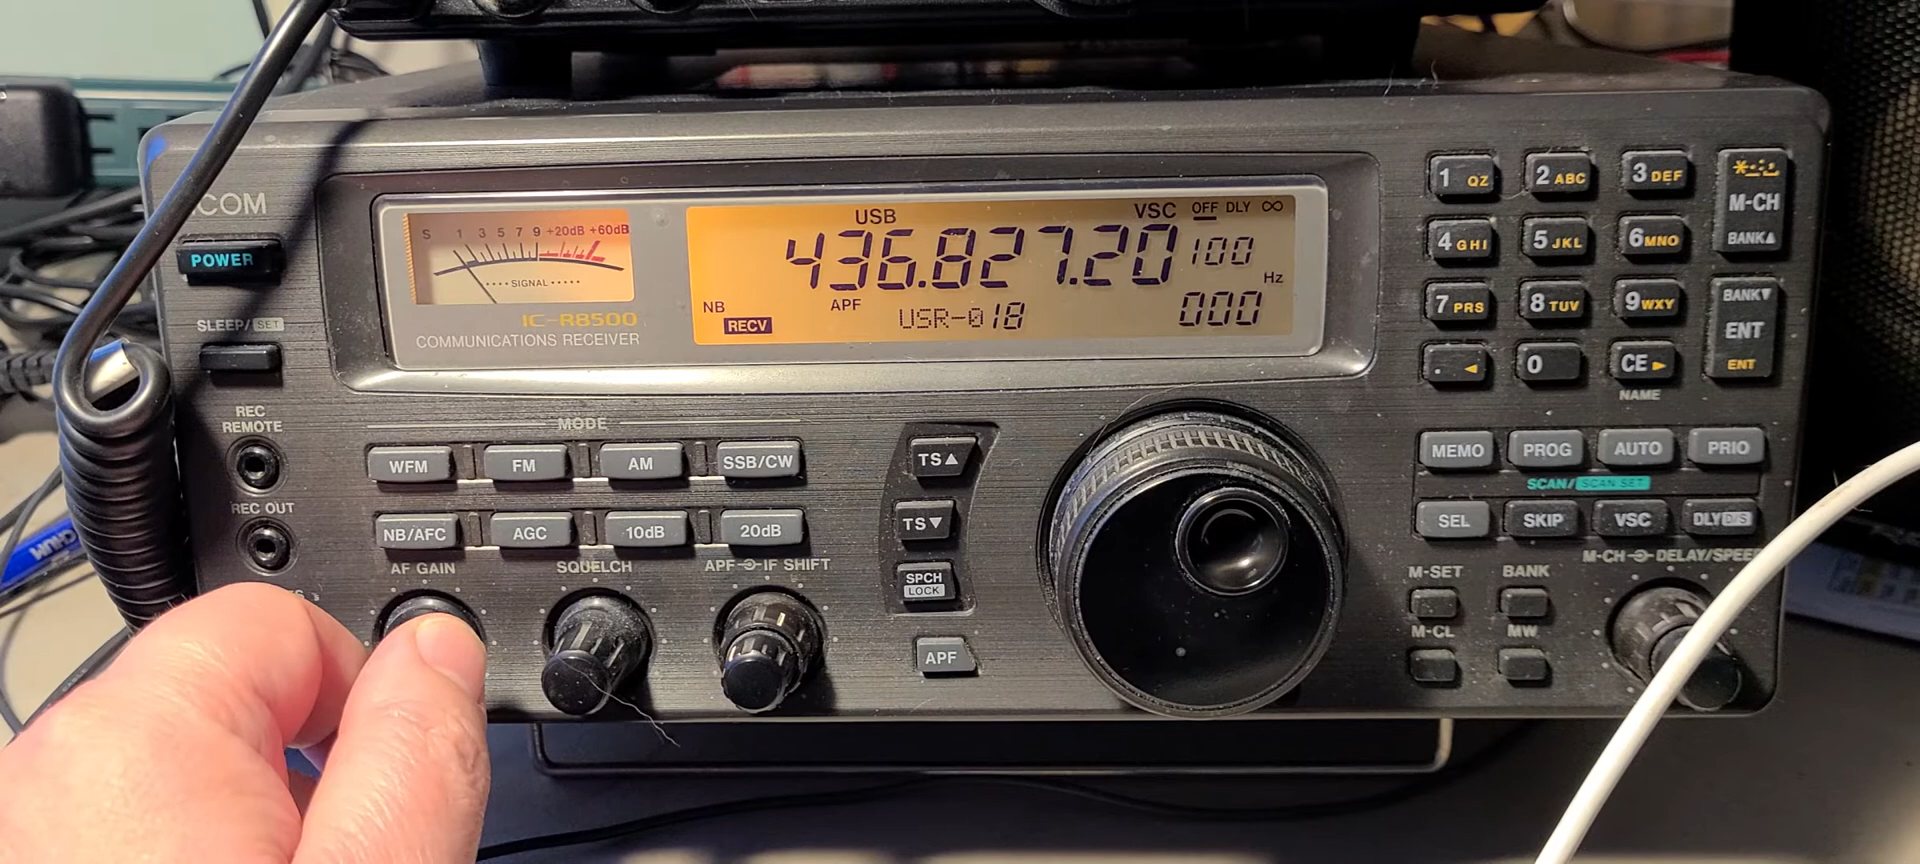 ICOM
POWER
SLEEP/SET
REC
REMOTE
REC OUT
S 1 3 5 7 9 +20dB +60dB
SIGNAL
IC-R8500
COMMUNICATIONS RECEIVER
USB VSC OFF DLY ∞
436.827.20 100
Hz
NB APF USR-018 000
RECV
MODE
WFM FM AM SSB/CW
NB/AFC AGC 10dB 20dB
AF GAIN SQUELCH APF IF SHIFT
TS▲
TS▼
SPCH
LOCK
APF
1 QZ 2 ABC 3 DEF
4 GHI 5 JKL 6 MNO
7 PRS 8 TUV 9 WXY
. ◄ 0 CE ►
NAME
M-CH
BANK▲
BANK▼
ENT
ENT
MEMO PROG AUTO PRIO
SCAN/SCAN SET
SEL SKIP VSC DLY D/S
M-SET BANK M-CH DELAY/SPEED
M-CL MW